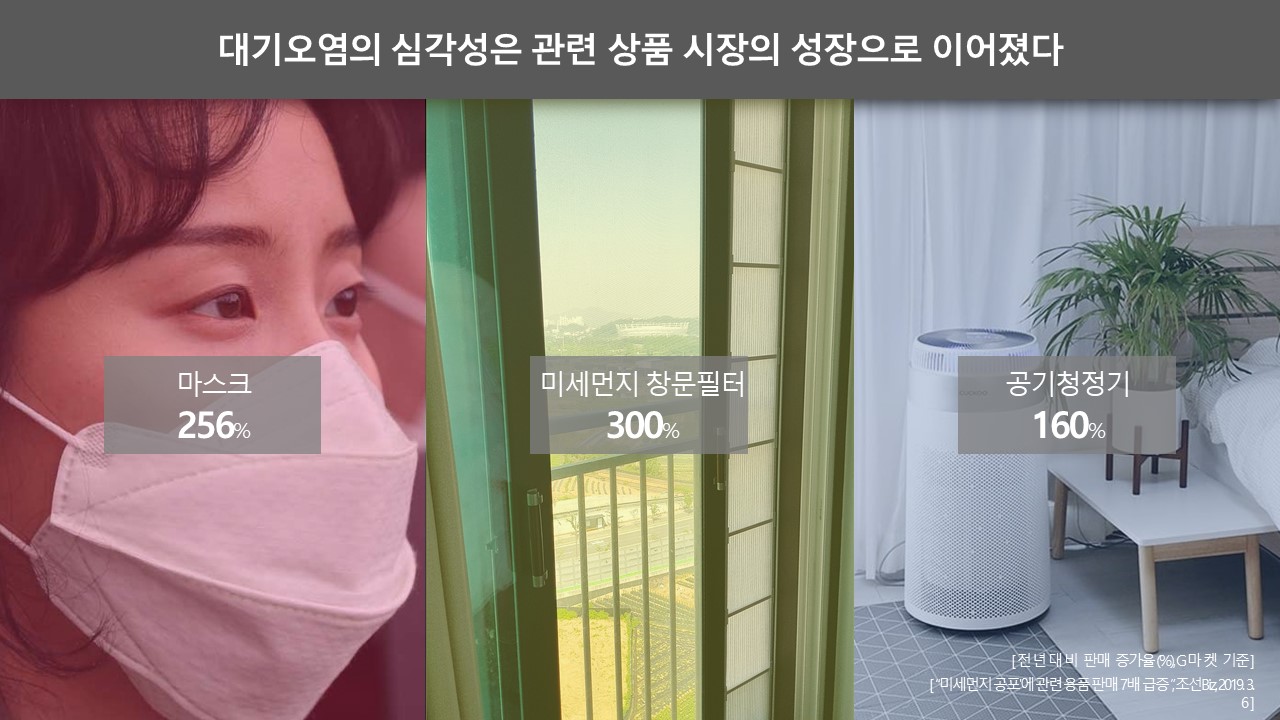 대기오염의 심각성은 관련 상품 시장의 성장으로 이어졌다
마스크
256%
미세먼지 창문필터
300%
공기청정기
160%
[전년대비 판매 증가율(%),G마켓 기준]
["미세먼지 공포'에 관련 용품 판매 7배 급증",조선Biz,2019. 3.
6]